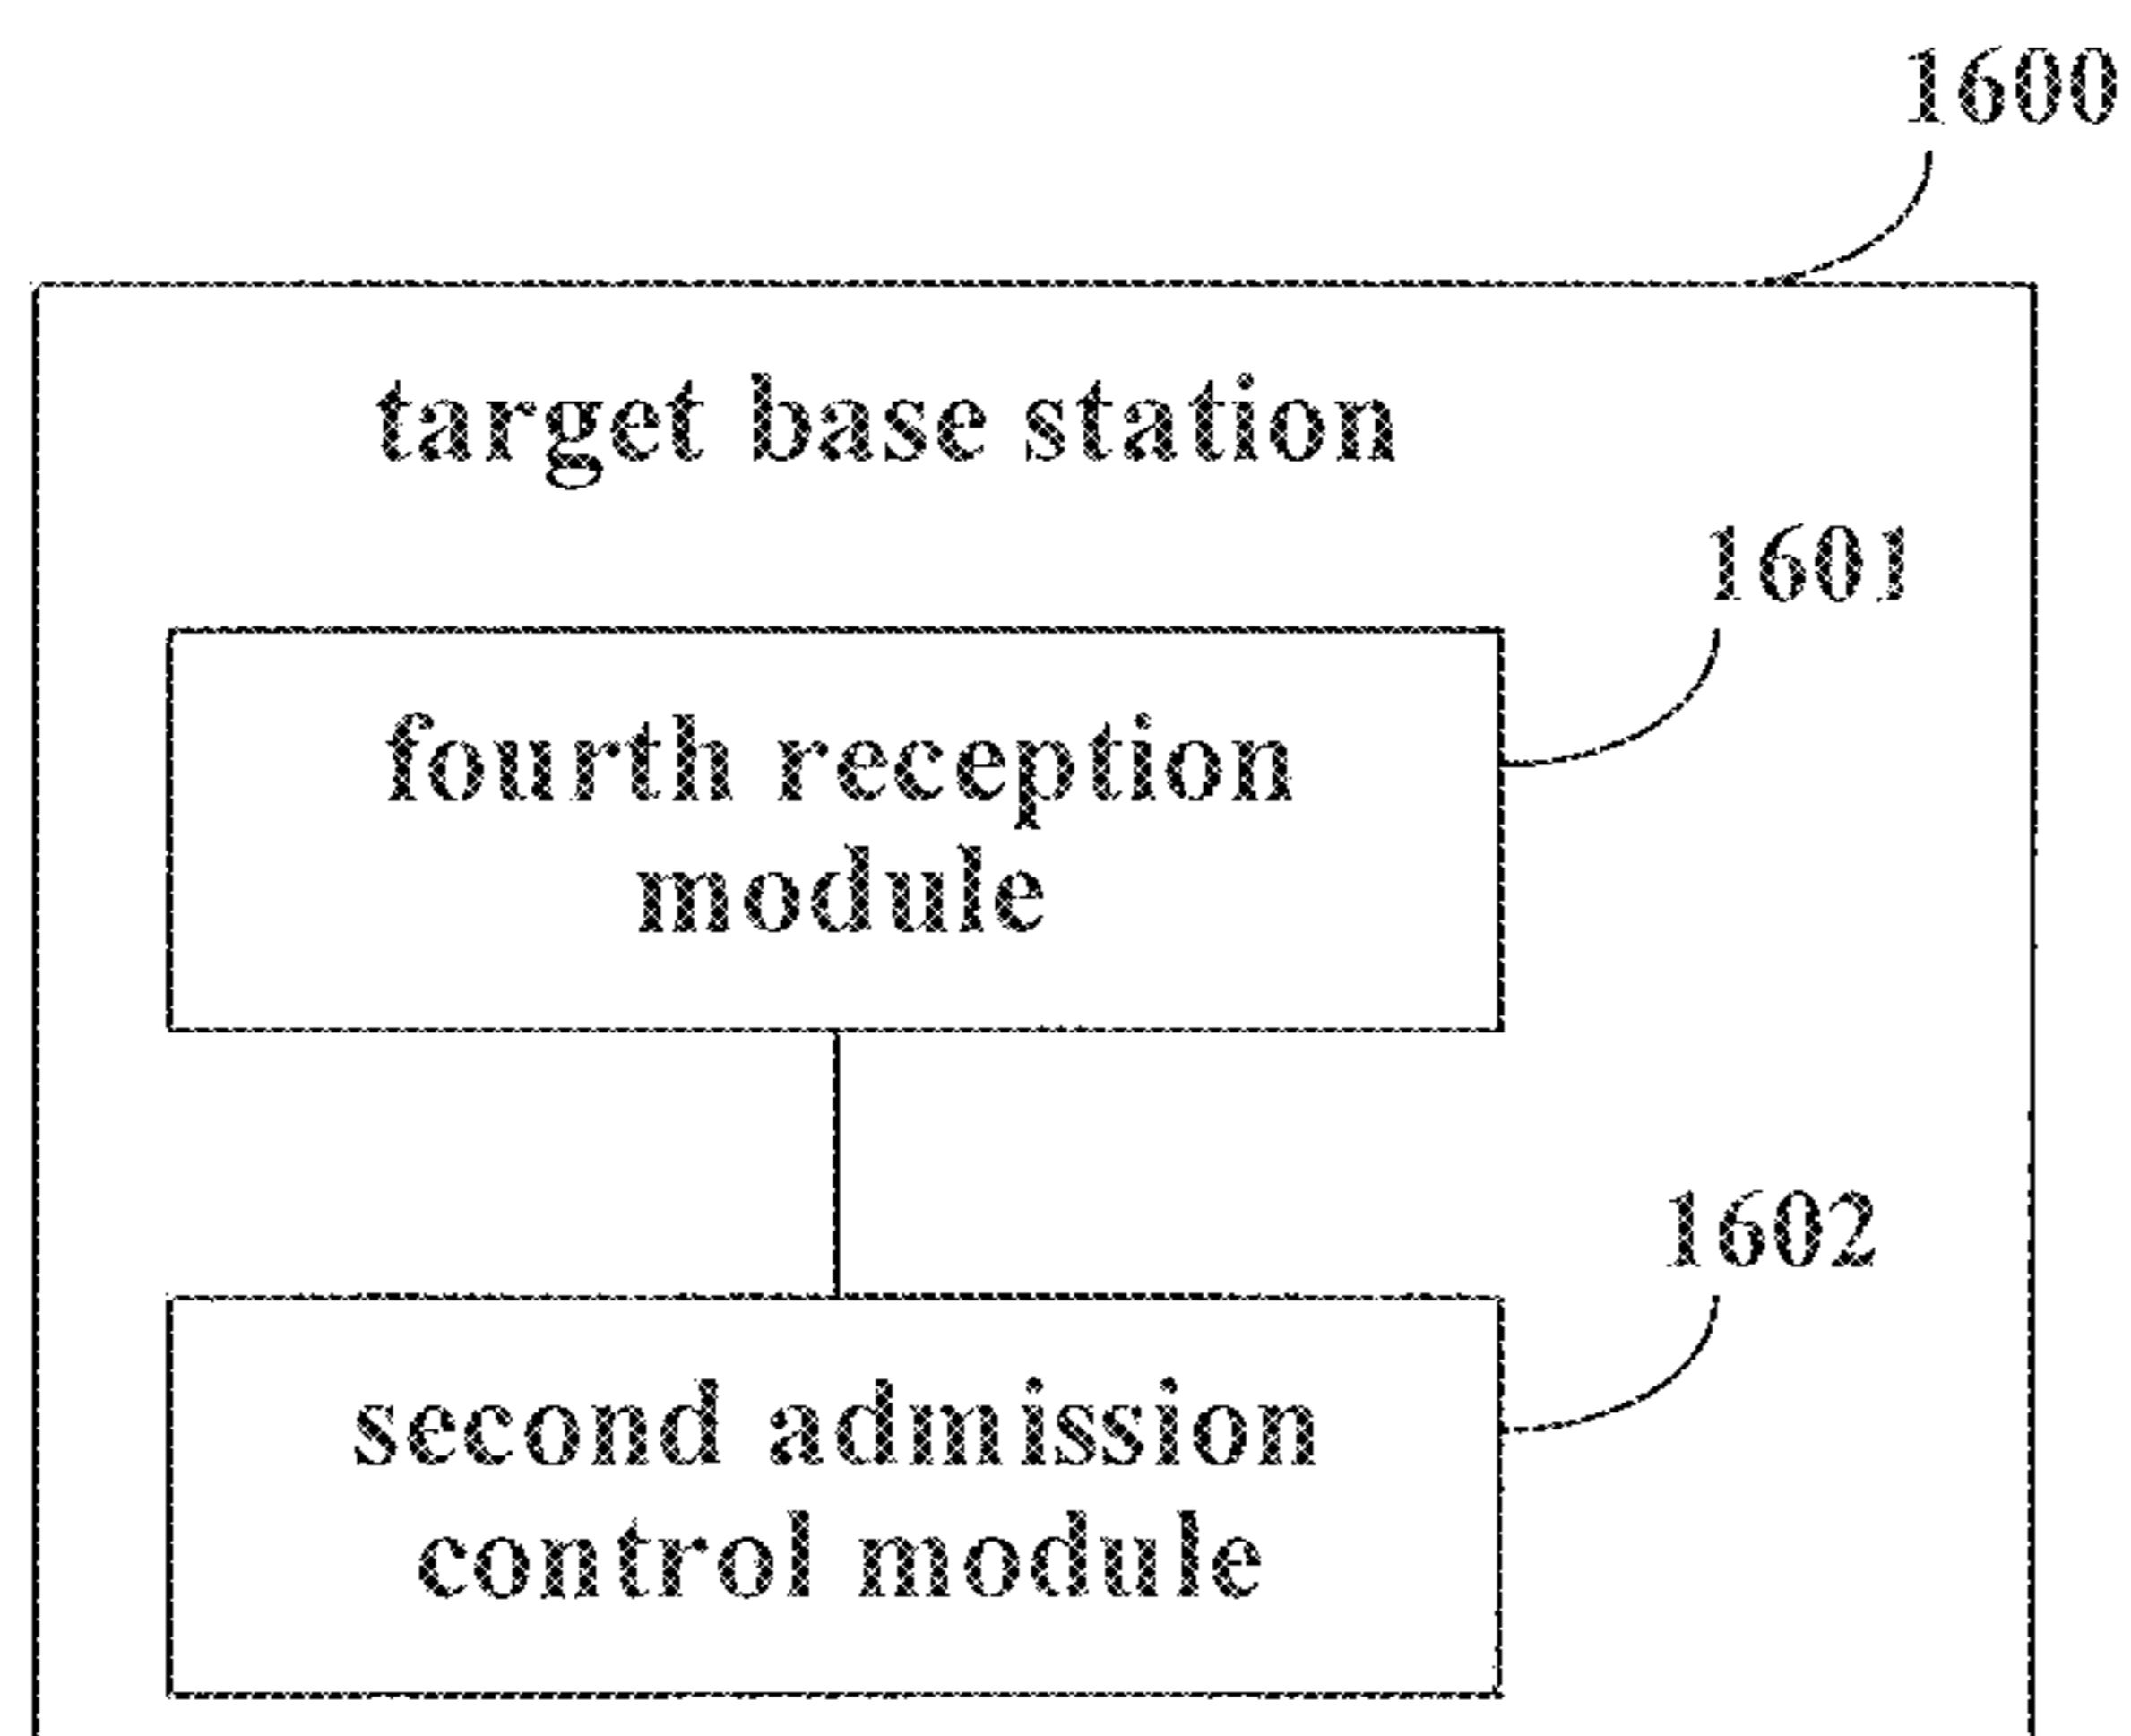 1600
target base station
1601
fourth reception
module
1602
second admission
control module